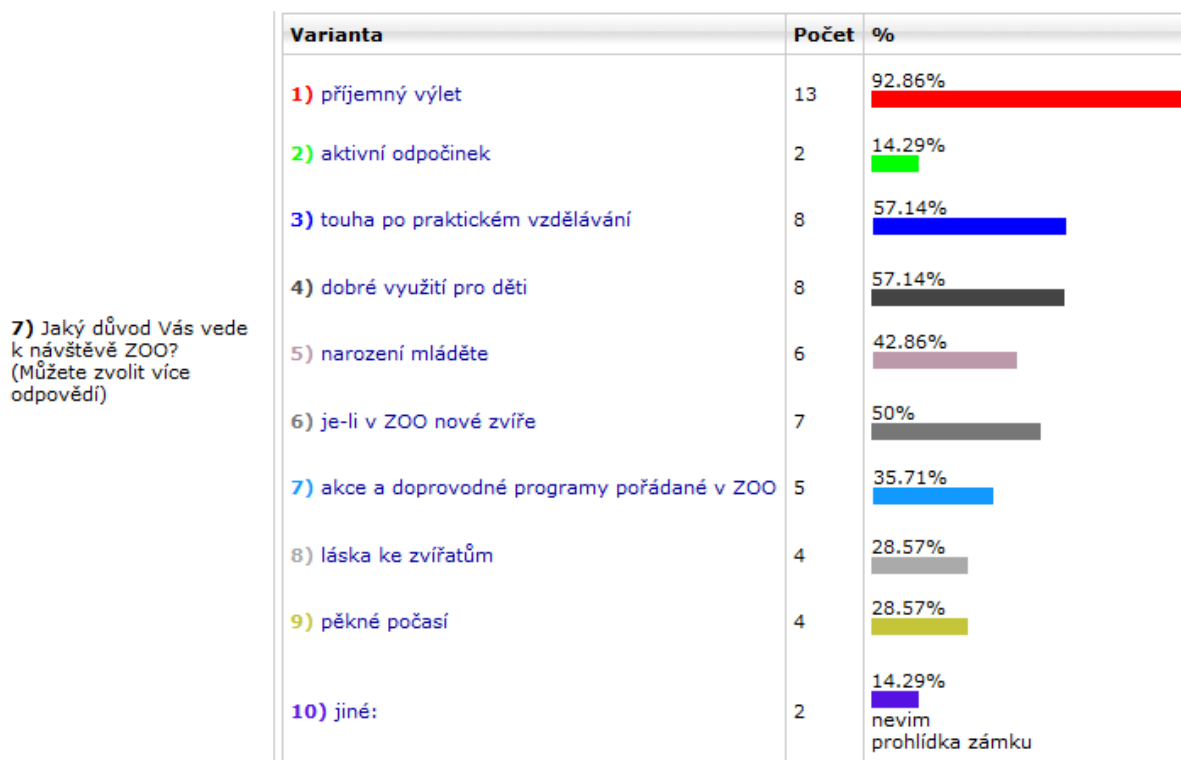 Varianta Počet %
7) Jaký důvod Vás vede
k návštěvě ZOO?
(Můžete zvolit více
odpovědí)
1) příjemný výlet 13 92.86%
2) aktivní odpočinek 2 14.29%
3) touha po praktickém vzdělávání 8 57.14%
4) dobré využití pro děti 8 57.14%
5) narození mláděte 6 42.86%
6) je-li v ZOO nové zvíře 7 50%
7) akce a doprovodné programy pořádané v ZOO 5 35.71%
8) láska ke zvířatům 4 28.57%
9) pěkné počasí 4 28.57%
10) jiné: 2 14.29%
nevim
prohlídka zámku